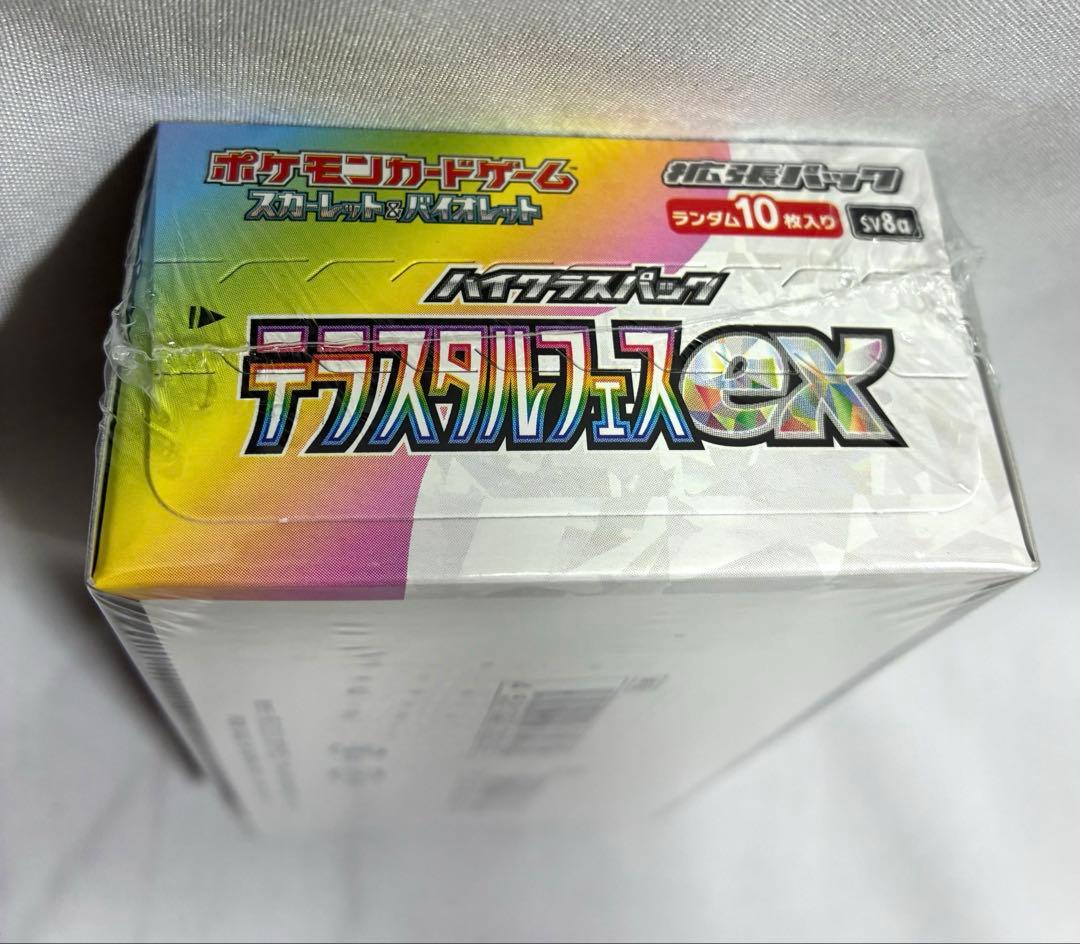 ポケモンカードゲーム
スカーレット&バイオレット
拡張パック
ランダム10枚入り
sv8a
ハイクラスパック
テラスタルフェスex